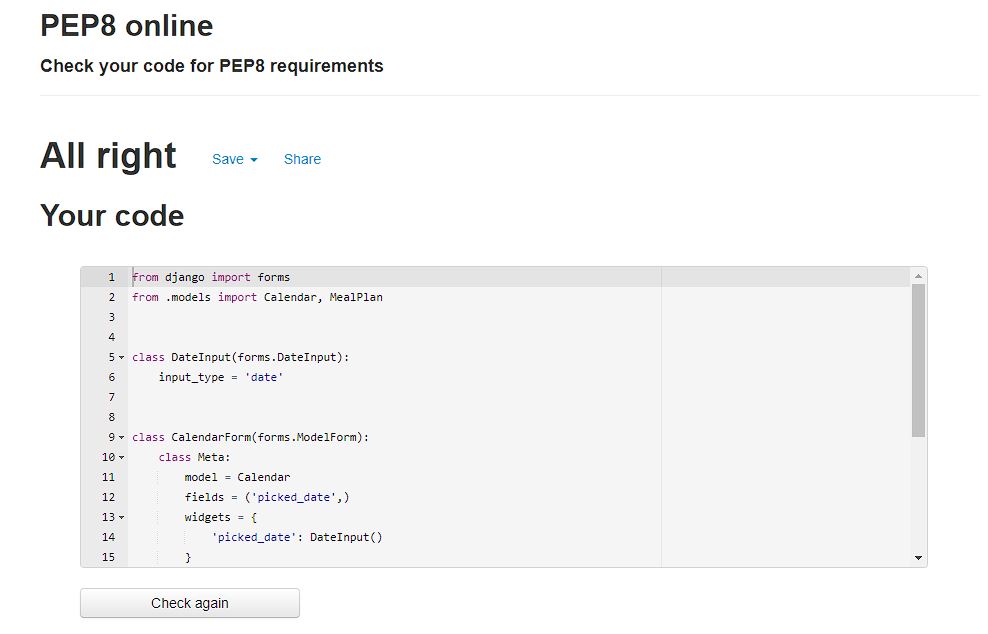 PEP8 online
Check your code for PEP8 requirements
All right Save Share
Your code
1 from django import forms
2 from .models import Calendar, MealPlan
3
4
5 class DateInput(forms.DateInput):
6 input_type = 'date'
7
8
9 class CalendarForm(forms.ModelForm):
10 class Meta:
11 model = Calendar
12 fields = ('picked_date',)
13 widgets = {
14 'picked_date': DateInput()
15 }
Check again